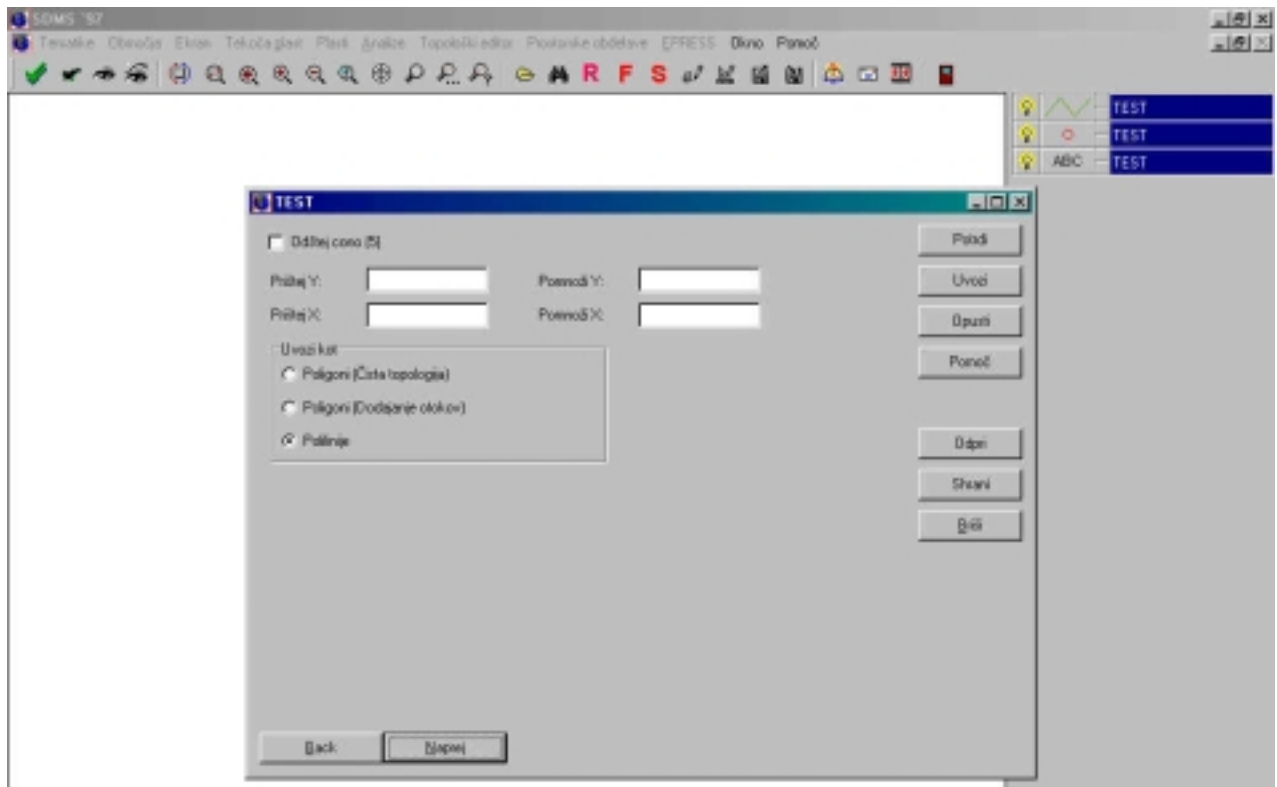 SDMS '97
Tematike Območja Ekran Tekoča plast Plasti Analize Topološki editor Prostorske obdelave EPRESS Okno Pomoč
R F S
TEST
TEST
ABC TEST
TEST
Odštej cono (5)
Prištej Y:
Pomnoži Y:
Prištej X:
Pomnoži X:
Uvozi kot
Poligoni (Čista topologija)
Poligoni (Dodajanje otokov)
Polilinije
Uvozi
Opusti
Pomoč
Odpri
Shrani
Briši
Back
Naprej